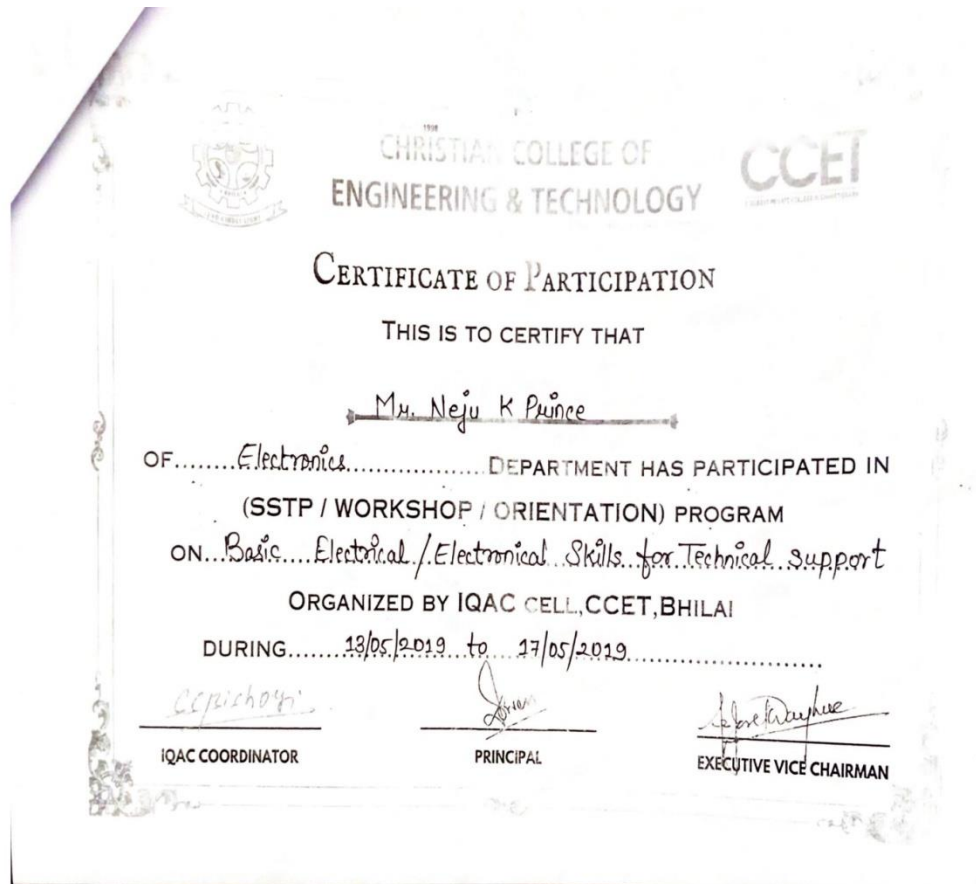 1998
CHRISTIAN COLLEGE OF
ENGINEERING & TECHNOLOGY
CCET
CERTIFICATE OF PARTICIPATION
THIS IS TO CERTIFY THAT
Mr. Neju K Prince
OF........Electronics....................DEPARTMENT HAS PARTICIPATED IN
(SSTP / WORKSHOP / ORIENTATION) PROGRAM
ON...Basic....Electrical./.Electronical..Skills..for.Technical..support
ORGANIZED BY IQAC CELL,CCET,BHILAI
DURING.......13/05/2019...to....17/05/2019.......................
IQAC COORDINATOR
PRINCIPAL
EXECUTIVE VICE CHAIRMAN